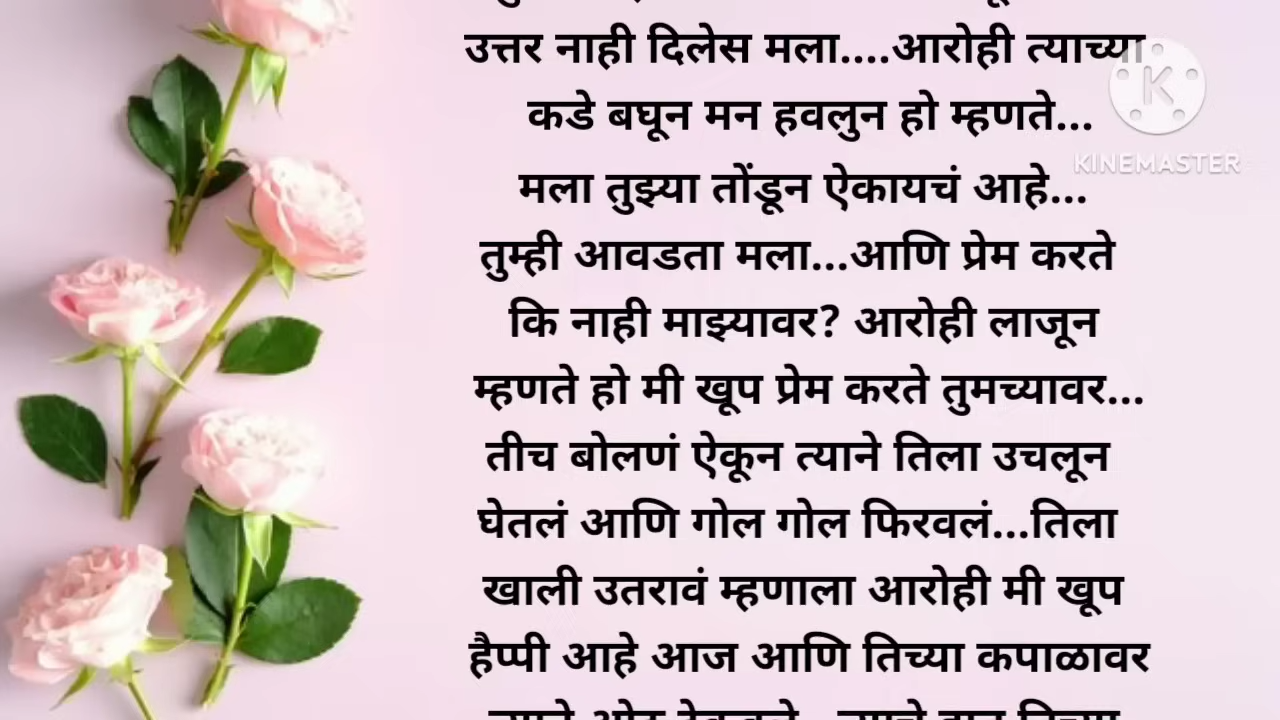 उत्तर नाही दिलेस मला....आरोही त्याच्या
कडे बघून मन हवलुन हो म्हणते...
KINEMASTER
मला तुझ्या तोंडून ऐकायचं आहे...
तुम्ही आवडता मला...आणि प्रेम करते
कि नाही माझ्यावर? आरोही लाजून
म्हणते हो मी खूप प्रेम करते तुमच्यावर...
तीच बोलणं ऐकून त्याने तिला उचलून
घेतलं आणि गोल गोल फिरवलं...तिला
खाली उतरावं म्हणाला आरोही मी खूप
हैप्पी आहे आज आणि तिच्या कपाळावर